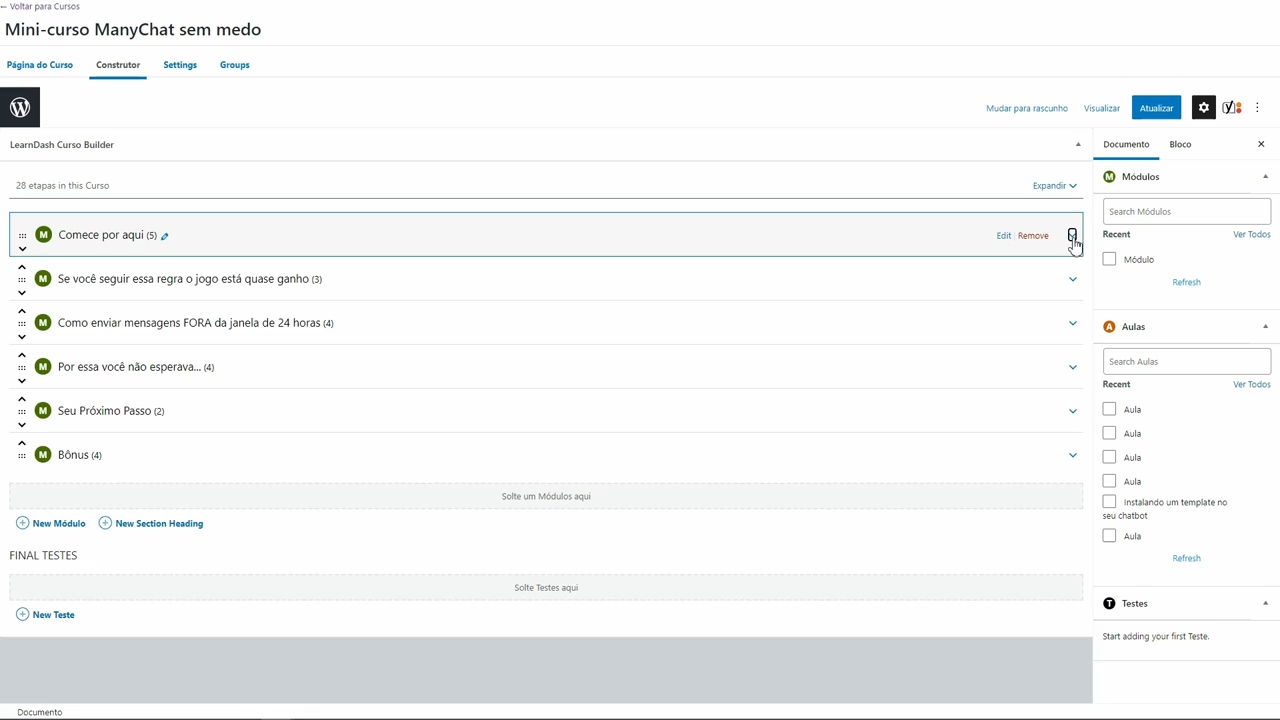 ← Voltar para Cursos
Mini-curso ManyChat sem medo
Página do Curso Construtor Settings Groups
Mudar para rascunho Visualizar Atualizar
LearnDash Curso Builder
28 etapas in this Curso Expandir
M Comece por aqui (5) Edit | Remove
M Se você seguir essa regra o jogo está quase ganho (3)
M Como enviar mensagens FORA da janela de 24 horas (4)
M Por essa você não esperava... (4)
M Seu Próximo Passo (2)
M Bônus (4)
Solte um Módulos aqui
New Módulo New Section Heading
FINAL TESTES
Solte Testes aqui
New Teste
Documento Bloco
M Módulos
Search Módulos
Recent Ver Todos
Módulo
Refresh
A Aulas
Search Aulas
Recent Ver Todos
Aula
Aula
Aula
Aula
Instalando um template no
seu chatbot
Aula
Refresh
T Testes
Start adding your first Teste.
Documento